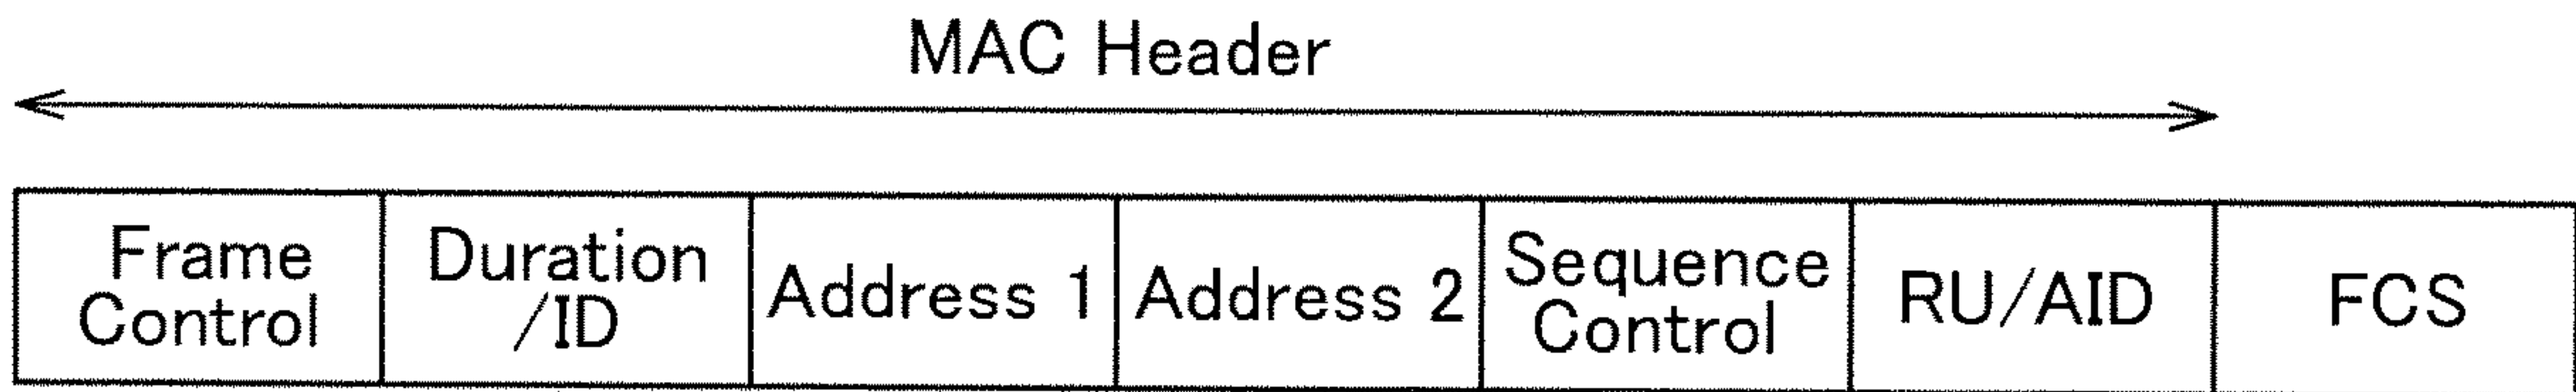 MAC Header
Frame Control
Duration /ID
Address 1
Address 2
Sequence Control
RU/AID
FCS